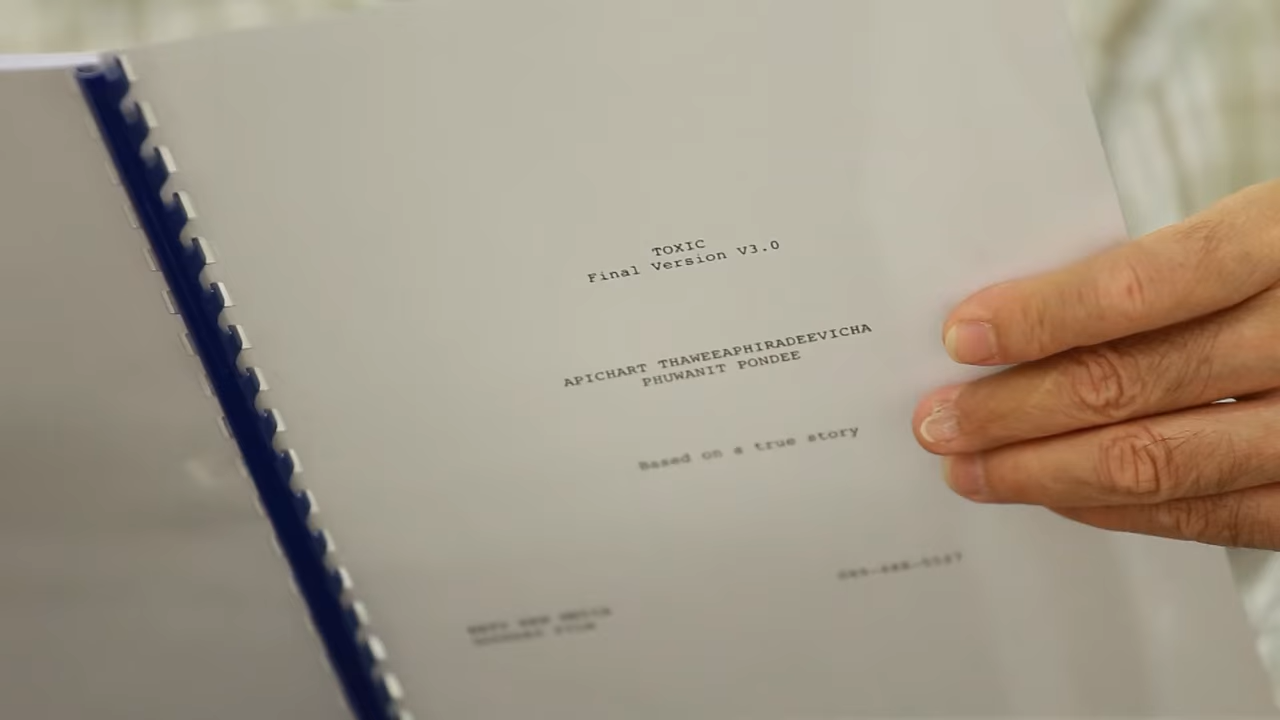 TOXIC
Final Version V3.0
APICHART THAWEEAPHIRADEEVICHA
PHUWANIT PONDEE
Based on a true story